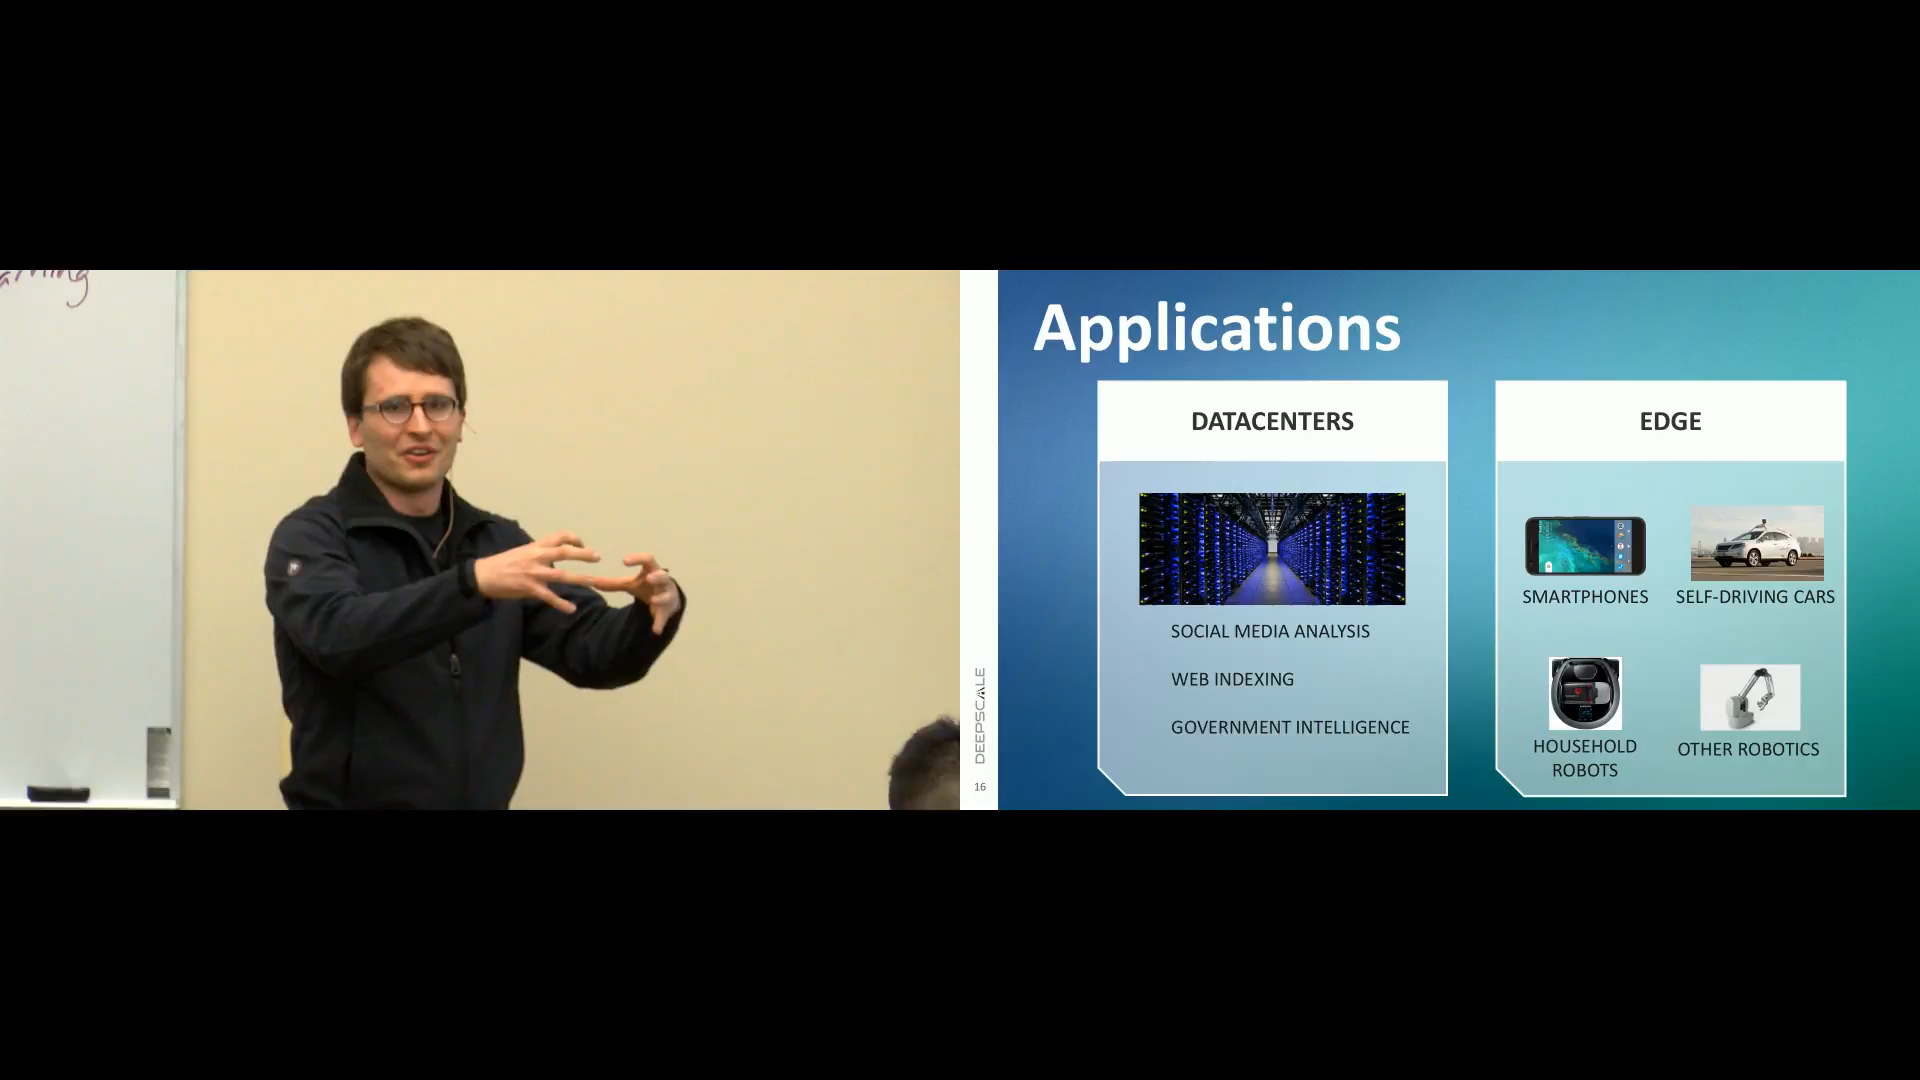 Applications
DATACENTERS
SOCIAL MEDIA ANALYSIS
WEB INDEXING
GOVERNMENT INTELLIGENCE
EDGE
SMARTPHONES
SELF-DRIVING CARS
HOUSEHOLD
ROBOTS
OTHER ROBOTICS
DEEPSCALE
16